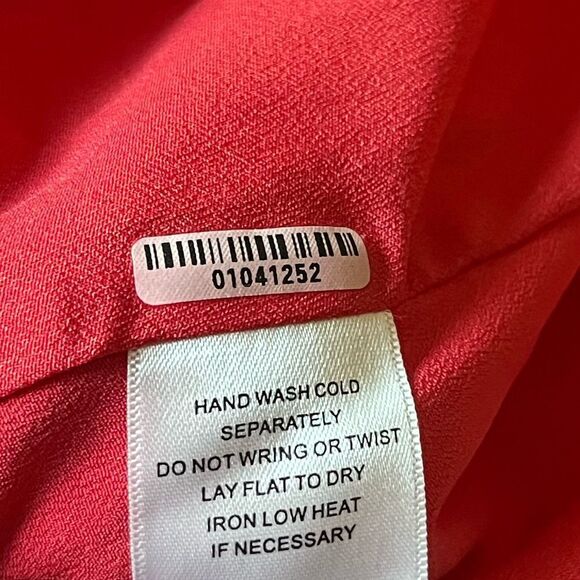 01041252
HAND WASH COLD
SEPARATELY
DO NOT WRING OR TWIST
LAY FLAT TO DRY
IRON LOW HEAT
IF NECESSARY